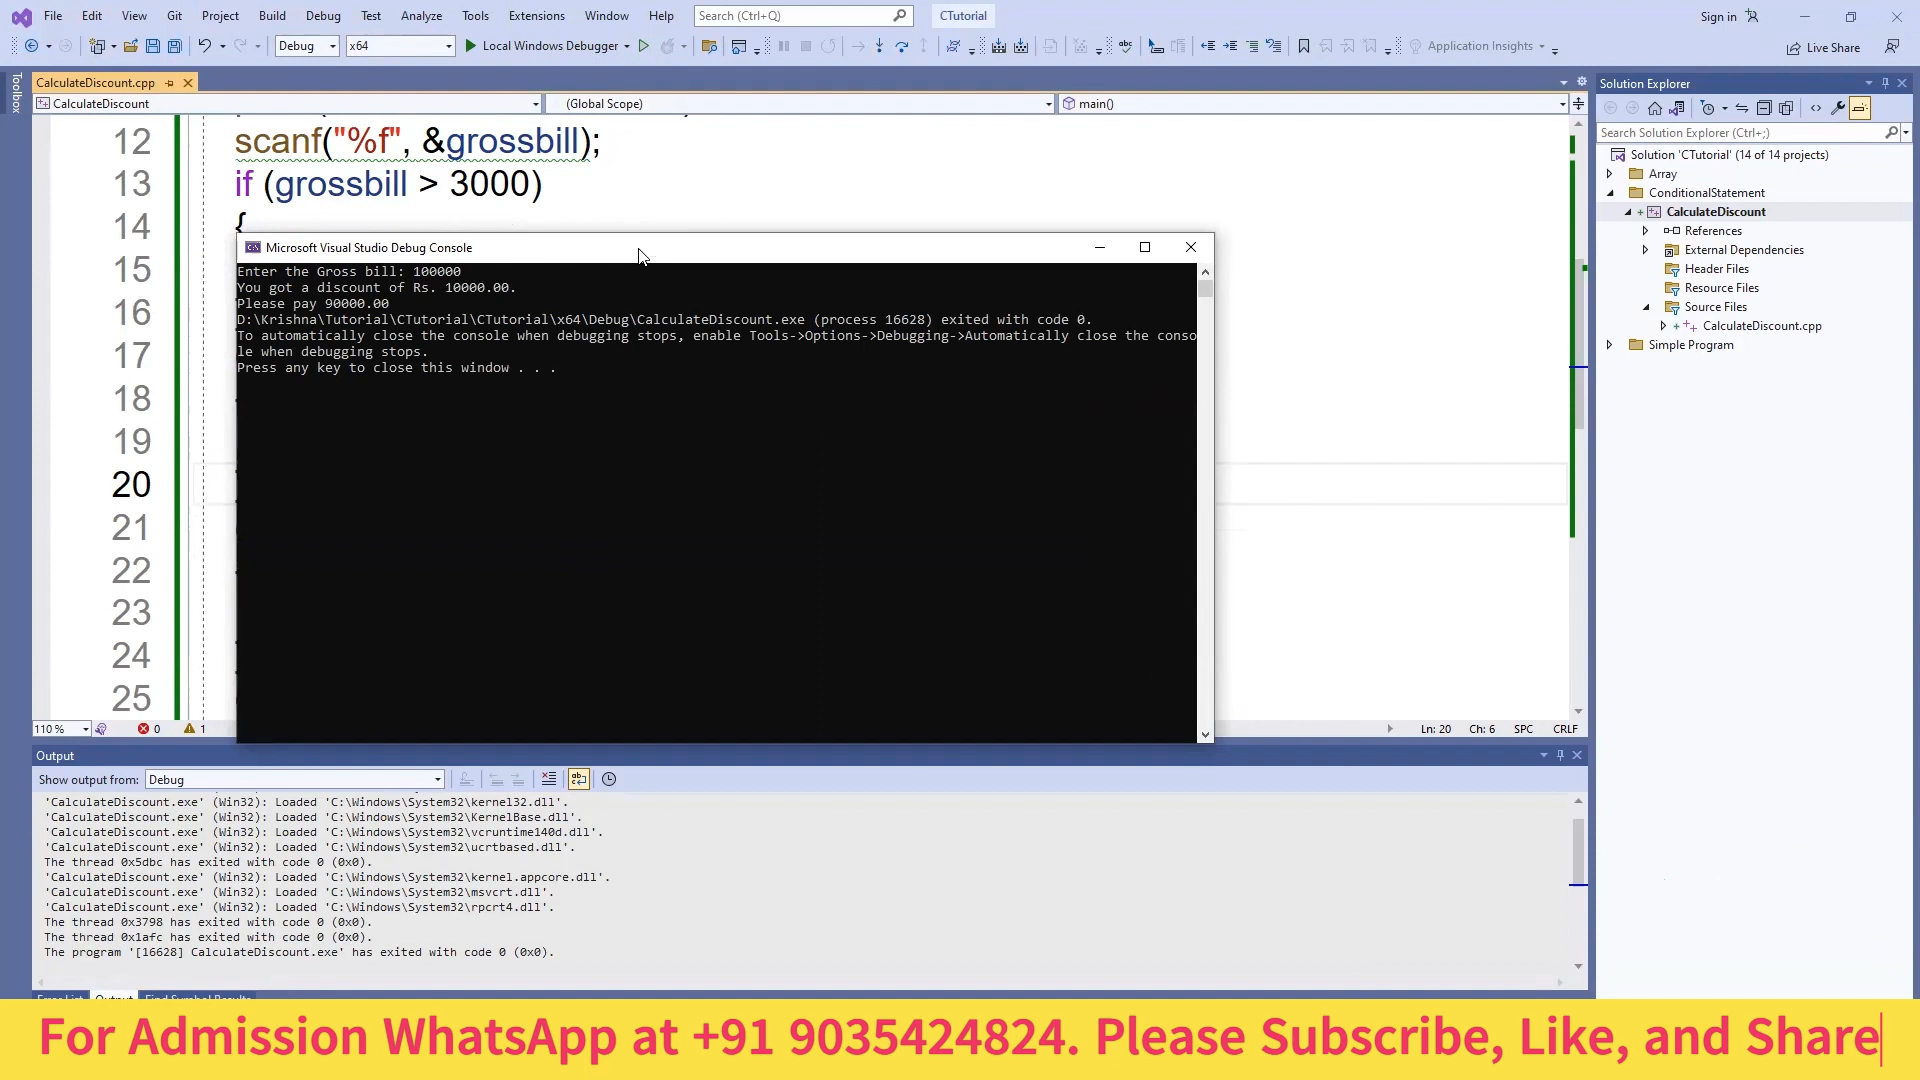 File Edit View Git Project Build Debug Test Analyze Tools Extensions Window Help Search (Ctrl+Q) CTutorial Sign in
Debug x64 Local Windows Debugger Application Insights Live Share
Toolbox
CalculateDiscount.cpp
CalculateDiscount (Global Scope) main()
12 scanf("%f", &grossbill);
13 if (grossbill > 3000)
14 {
15
16
17
18
19
20
21
22
23
24
25
Microsoft Visual Studio Debug Console
Enter the Gross bill: 100000
You got a discount of Rs. 10000.00.
Please pay 90000.00
D:\Krishna\Tutorial\CTutorial\CTutorial\x64\Debug\CalculateDiscount.exe (process 16628) exited with code 0.
To automatically close the console when debugging stops, enable Tools->Options->Debugging->Automatically close the conso
le when debugging stops.
Press any key to close this window . . .
110 % 0 1 Ln: 20 Ch: 6 SPC CRLF
Output
Show output from: Debug
'CalculateDiscount.exe' (Win32): Loaded 'C:\Windows\System32\kernel32.dll'.
'CalculateDiscount.exe' (Win32): Loaded 'C:\Windows\System32\KernelBase.dll'.
'CalculateDiscount.exe' (Win32): Loaded 'C:\Windows\System32\vcruntime140d.dll'.
'CalculateDiscount.exe' (Win32): Loaded 'C:\Windows\System32\ucrtbased.dll'.
The thread 0x5dbc has exited with code 0 (0x0).
'CalculateDiscount.exe' (Win32): Loaded 'C:\Windows\System32\kernel.appcore.dll'.
'CalculateDiscount.exe' (Win32): Loaded 'C:\Windows\System32\msvcrt.dll'.
'CalculateDiscount.exe' (Win32): Loaded 'C:\Windows\System32\rpcrt4.dll'.
The thread 0x3798 has exited with code 0 (0x0).
The thread 0x1afc has exited with code 0 (0x0).
The program '[16628] CalculateDiscount.exe' has exited with code 0 (0x0).
Error List Output Find Symbol Results
Solution Explorer
Search Solution Explorer (Ctrl+;)
Solution 'CTutorial' (14 of 14 projects)
Array
ConditionalStatement
CalculateDiscount
References
External Dependencies
Header Files
Resource Files
Source Files
CalculateDiscount.cpp
Simple Program
For Admission WhatsApp at +91 9035424824. Please Subscribe, Like, and Share